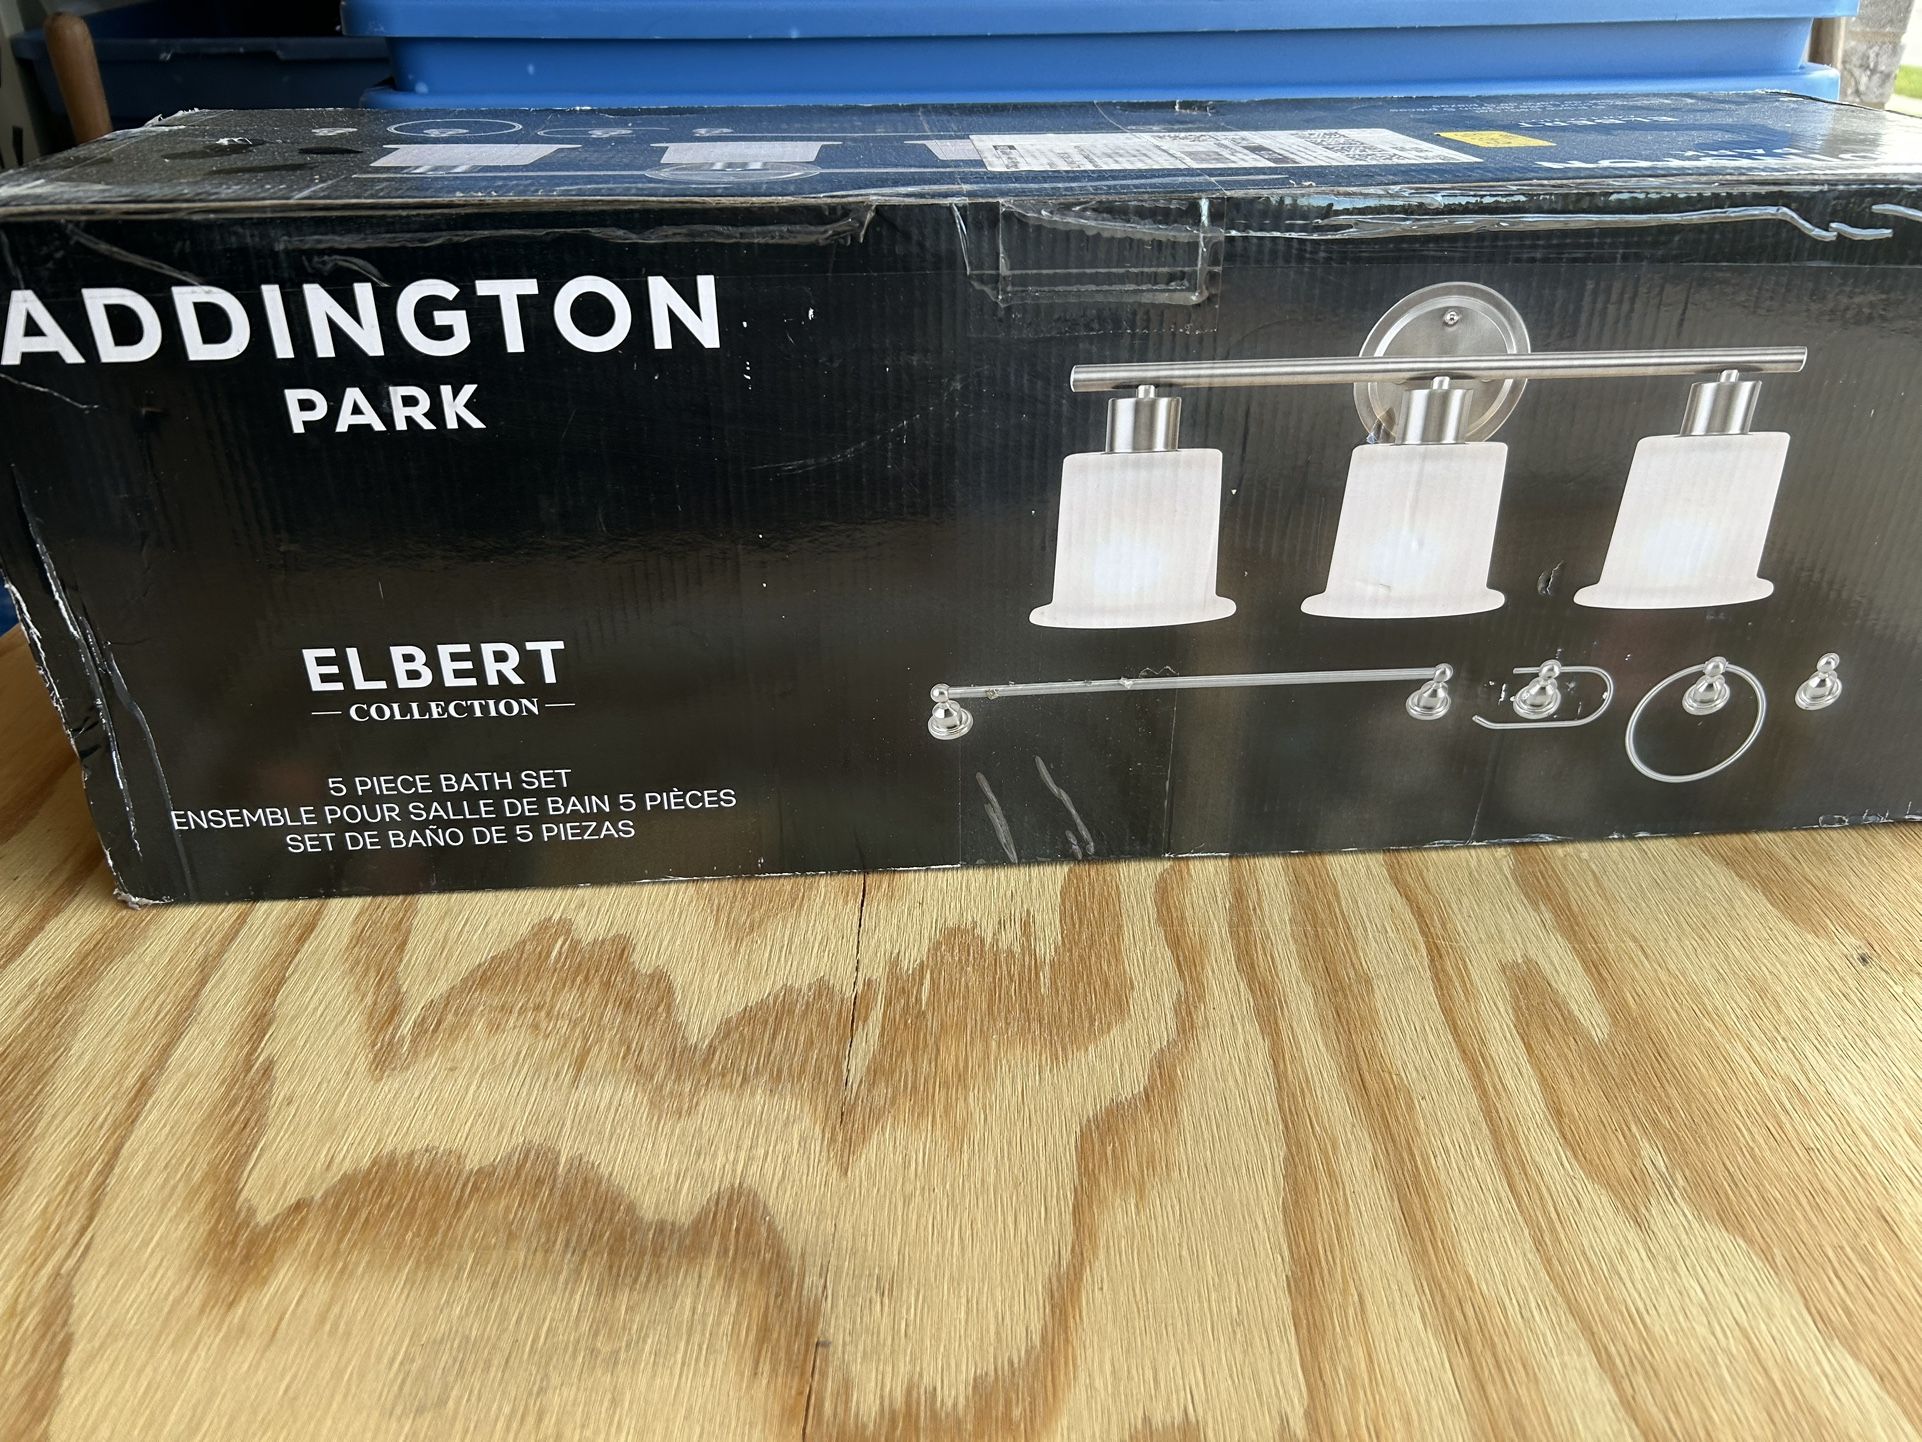 ELBERT
ADDINGTON
PARK
ELBERT
COLLECTION
5 PIECE BATH SET
ENSEMBLE POUR SALLE DE BAIN 5 PIÈCES
SET DE BAÑO DE 5 PIEZAS